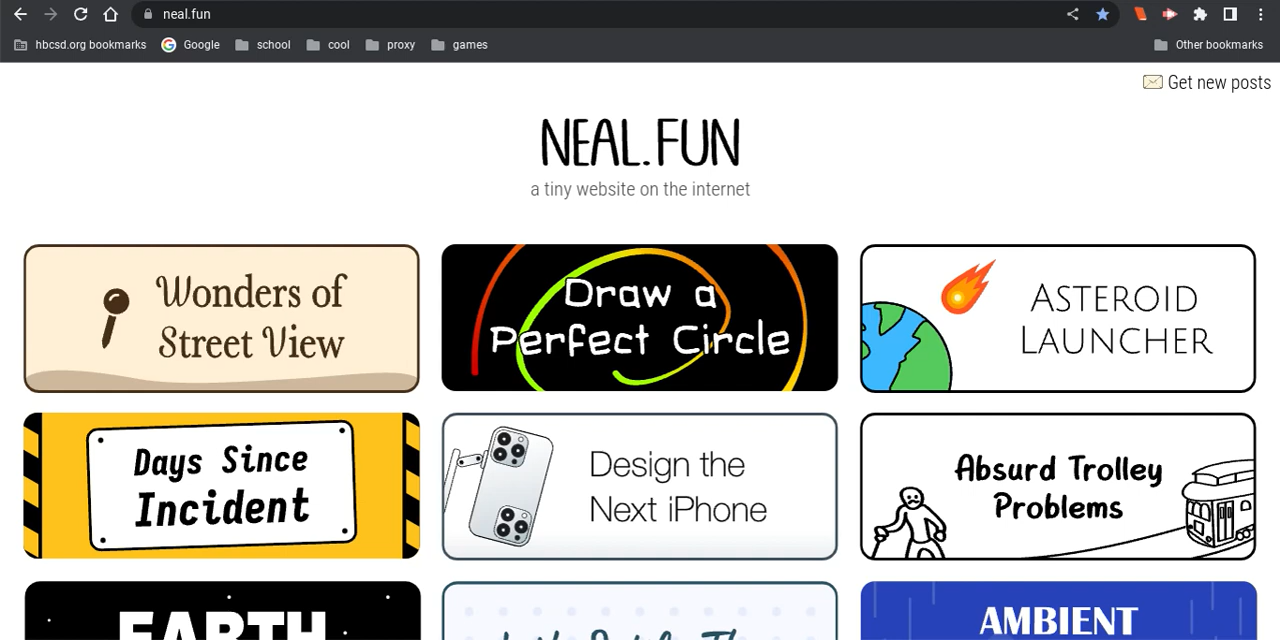 neal.fun
hbcsd.org bookmarks
Google
school
cool
proxy
games
Other bookmarks
Get new posts
NEAL.FUN
a tiny website on the internet
Wonders of
Street View
Draw a
Perfect Circle
ASTEROID
LAUNCHER
Days Since
Incident
Design the
Next iPhone
Absurd Trolley
Problems
EARTH
AMBIENT